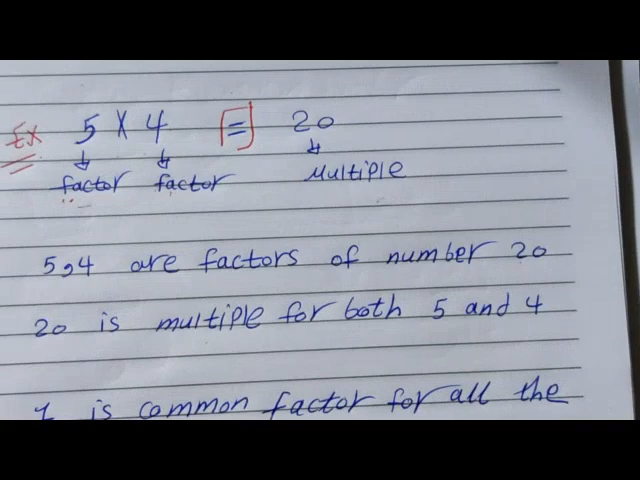 Ex 5 x 4 = 20
factor factor Multiple
5,4 are factors of number 20
20 is multiple for both 5 and 4
1 is common factor for all the